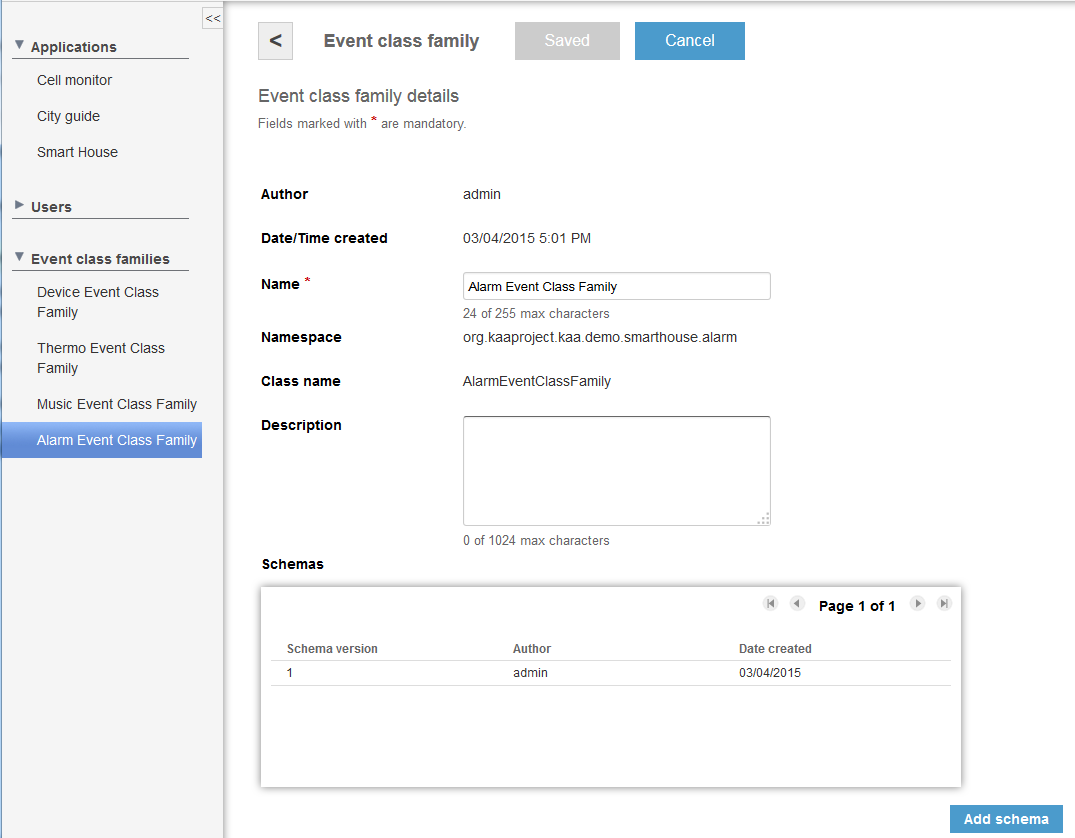 <<
Applications
Cell monitor
City guide
Smart House
Users
Event class families
Device Event Class
Family
Thermo Event Class
Family
Music Event Class Family
Alarm Event Class Family
< Event class family Saved Cancel
Event class family details
Fields marked with * are mandatory.
Author admin
Date/Time created 03/04/2015 5:01 PM
Name * Alarm Event Class Family
24 of 255 max characters
Namespace org.kaaproject.kaa.demo.smarthouse.alarm
Class name AlarmEventClassFamily
Description
0 of 1024 max characters
Schemas
Page 1 of 1
Schema version Author Date created
1 admin 03/04/2015
Add schema